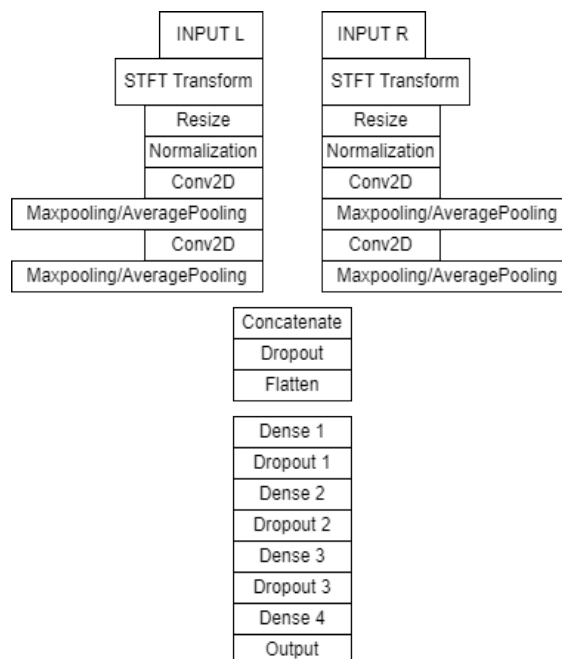 INPUT L
STFT Transform
Resize
Normalization
Conv2D
Maxpooling/AveragePooling
Conv2D
Maxpooling/AveragePooling
INPUT R
STFT Transform
Resize
Normalization
Conv2D
Maxpooling/AveragePooling
Conv2D
Maxpooling/AveragePooling
Concatenate
Dropout
Flatten
Dense 1
Dropout 1
Dense 2
Dropout 2
Dense 3
Dropout 3
Dense 4
Output